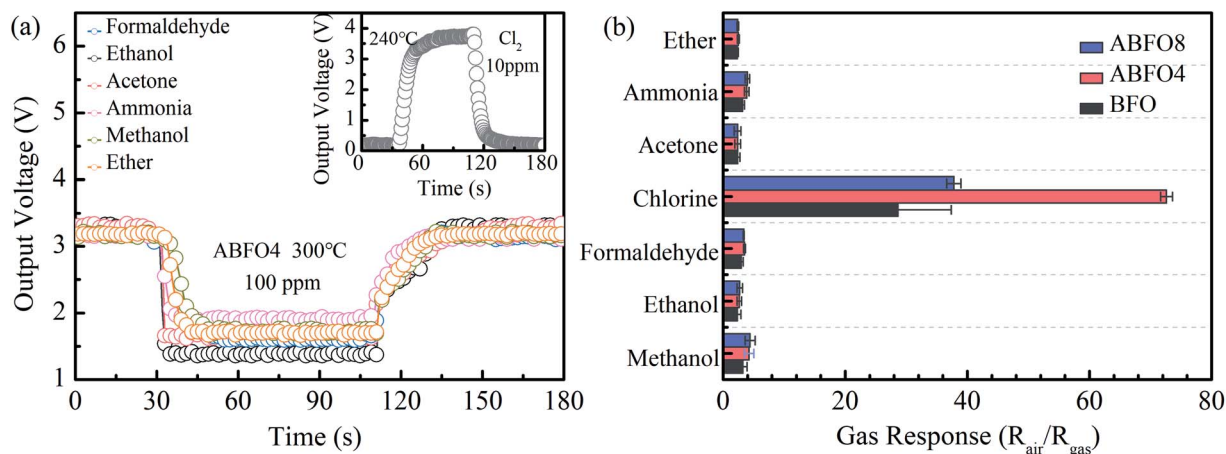 (a)
Output Voltage (V)
6
5
4
3
2
1
Formaldehyde
Ethanol
Acetone
Ammonia
Methanol
Ether
ABFO4 300℃
100 ppm
0 30 60 90 120 150 180
Time (s)
Output Voltage (V)
4
3
2
1
0
240℃
Cl2
10ppm
0 60 120 180
Time (s)
(b)
Ether
Ammonia
Acetone
Chlorine
Formaldehyde
Ethanol
Methanol
ABFO8
ABFO4
BFO
0 20 40 60 80
Gas Response (Rair/Rgas)